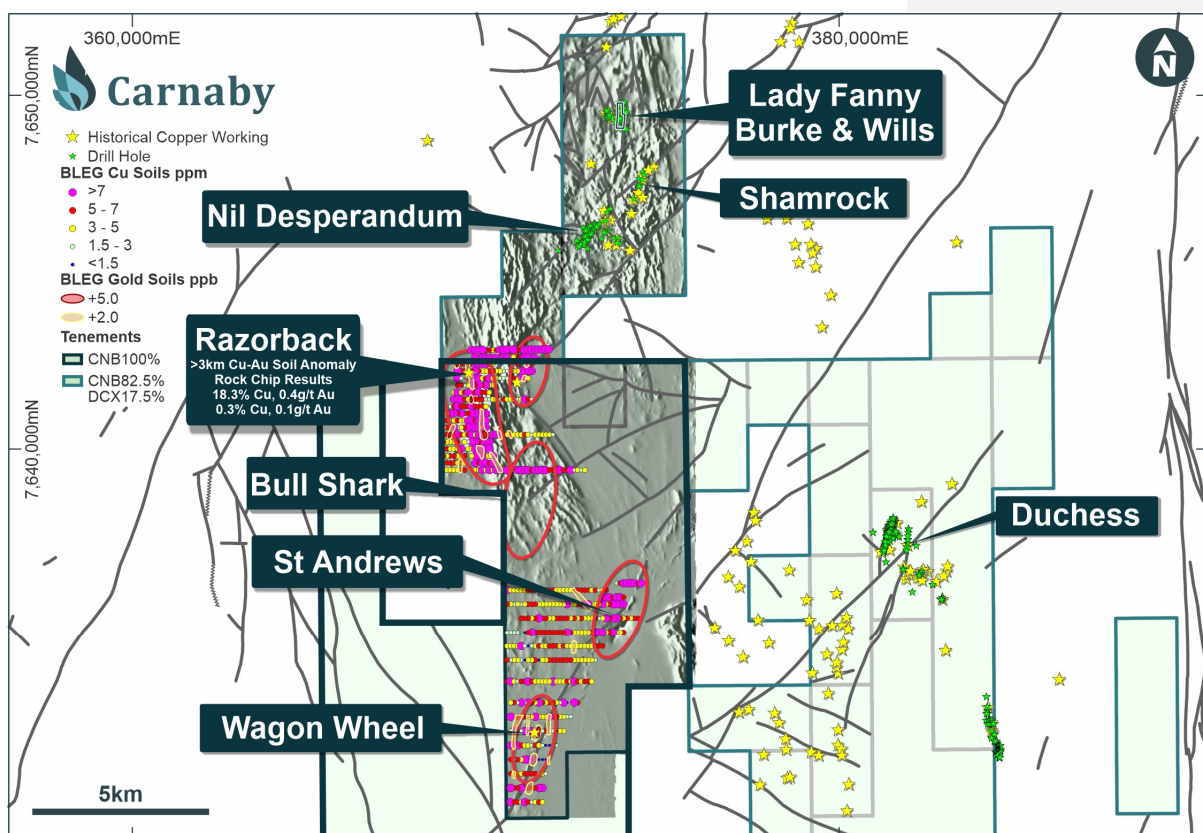 360,000mE
380,000mE
7,650,000mN
7,640,000mN
N
Carnaby
Historical Copper Working
Drill Hole
BLEG Cu Soils ppm
>7
5 - 7
3 - 5
1.5 - 3
<1.5
BLEG Gold Soils ppb
+5.0
+2.0
Tenements
CNB100%
CNB82.5%
DCX17.5%
Lady Fanny
Burke & Wills
Shamrock
Nil Desperandum
Razorback
>3km Cu-Au Soil Anomaly
Rock Chip Results
18.3% Cu, 0.4g/t Au
0.3% Cu, 0.1g/t Au
Bull Shark
Duchess
St Andrews
Wagon Wheel
5km